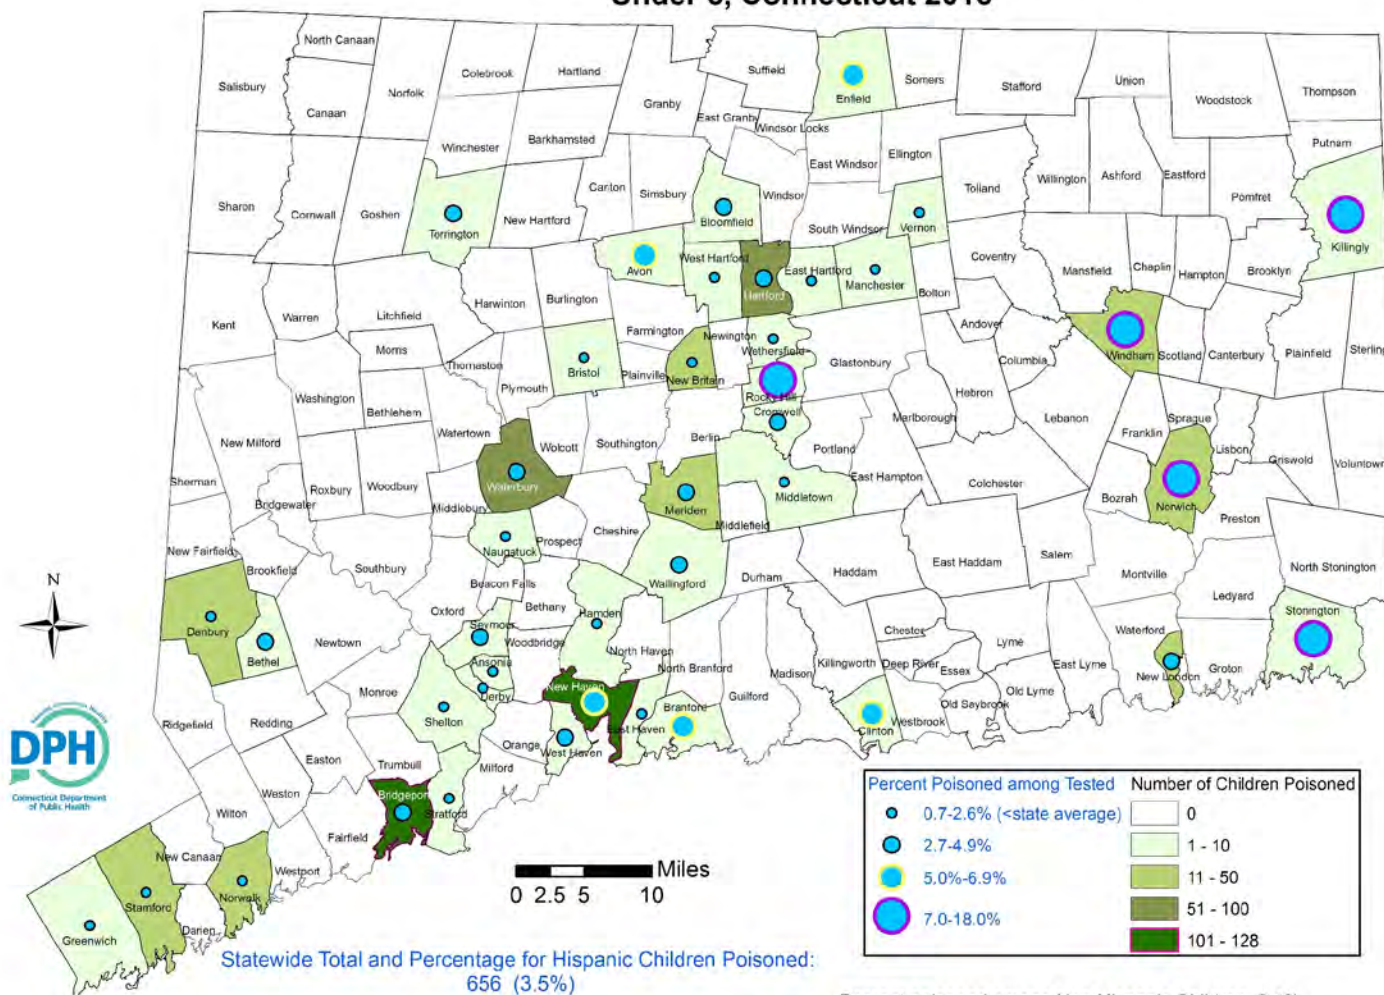 North Canaan
Colebrook
Hartland
Suffield
Enfield
Somers
Stafford
Union
Woodstock
Thompson
Salisbury
Canaan
Norfolk
Granby
East Granby
Windsor Locks
Putnam
Winchester
Barkhamsted
East Windsor
Ellington
Willington
Ashford
Eastford
Pomfret
Sharon
Cornwall
Goshen
Torrington
New Hartford
Canton
Simsbury
Bloomfield
Windsor
South Windsor
Vernon
Tolland
Killingly
Avon
West Hartford
Hartford
East Hartford
Manchester
Bolton
Coventry
Mansfield
Chaplin
Hampton
Brooklyn
Kent
Warren
Litchfield
Harwinton
Burlington
Farmington
Newington
Wethersfield
Glastonbury
Andover
Columbia
Windham
Scotland
Canterbury
Plainfield
Sterling
Morris
Thomaston
Plymouth
Bristol
Plainville
New Britain
Rocky Hill
Cromwell
Hebron
Marlborough
Lebanon
Franklin
Sprague
Lisbon
Griswold
Voluntown
Washington
Bethlehem
Watertown
Wolcott
Southington
Berlin
Portland
East Hampton
Colchester
Bozrah
Norwich
Preston
New Milford
Sherman
Bridgewater
Roxbury
Woodbury
Middlebury
Waterbury
Cheshire
Meriden
Middlefield
Middletown
New Fairfield
Brookfield
Southbury
Naugatuck
Prospect
Wallingford
Durham
Haddam
East Haddam
Salem
Montville
North Stonington
Ledyard
N
Danbury
Bethel
Newtown
Oxford
Beacon Falls
Bethany
Seymour
Woodbridge
Hamden
North Haven
North Branford
Madison
Killingworth
Chester
Deep River
Essex
Lyme
East Lyme
Waterford
New London
Groton
Stonington
Ansonia
Derby
Monroe
Shelton
New Haven
East Haven
Branford
Guilford
Clinton
Westbrook
Old Saybrook
Old Lyme
Ridgefield
Redding
Easton
Trumbull
Orange
West Haven
Milford
Stratford
Bridgeport
Weston
Wilton
Fairfield
New Canaan
Westport
Norwalk
Stamford
Darien
Greenwich
DPH
Connecticut Department
of Public Health
Miles
0 2.5 5 10
Percent Poisoned among Tested
0.7-2.6% (<state average)
2.7-4.9%
5.0%-6.9%
7.0-18.0%
Number of Children Poisoned
0
1 - 10
11 - 50
51 - 100
101 - 128
Statewide Total and Percentage for Hispanic Children Poisoned:
656 (3.5%)